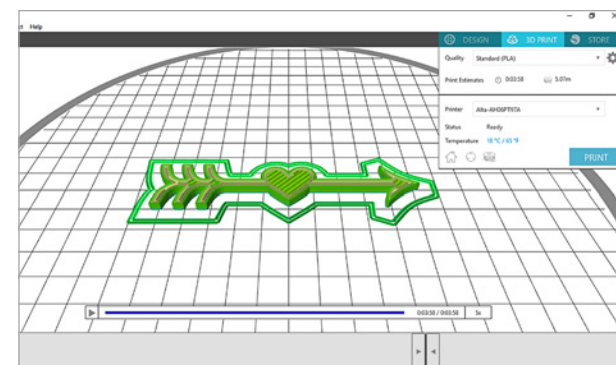 Help
DESIGN 3D PRINT STORE
Quality Standard (PLA)
Print Estimates 0:03:58 5.07m
Printer
Status Ready
Temperature 18 °C / 65 °F
PRINT
0:03:58 / 0:03:58 5x